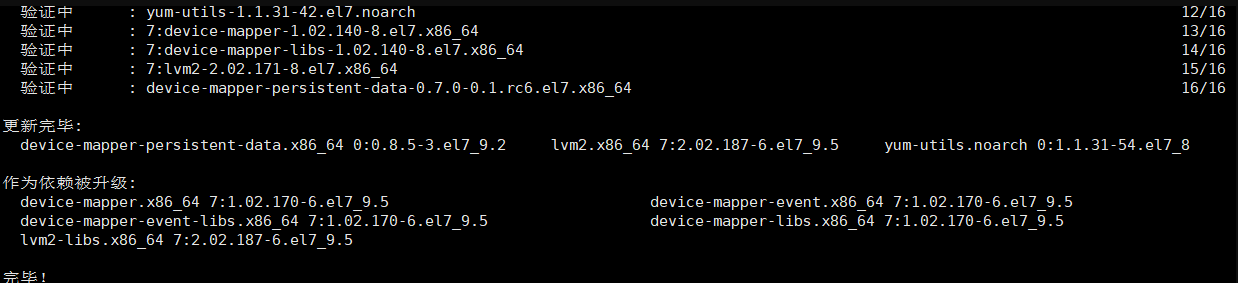 验证中 : yum-utils-1.1.31-42.el7.noarch 12/16
验证中 : 7:device-mapper-1.02.140-8.el7.x86_64 13/16
验证中 : 7:device-mapper-libs-1.02.140-8.el7.x86_64 14/16
验证中 : 7:lvm2-2.02.171-8.el7.x86_64 15/16
验证中 : device-mapper-persistent-data-0.7.0-0.1.rc6.el7.x86_64 16/16
更新完毕:
device-mapper-persistent-data.x86_64 0:0.8.5-3.el7_9.2 lvm2.x86_64 7:2.02.187-6.el7_9.5 yum-utils.noarch 0:1.1.31-54.el7_8
作为依赖被升级:
device-mapper.x86_64 7:1.02.170-6.el7_9.5 device-mapper-event.x86_64 7:1.02.170-6.el7_9.5
device-mapper-event-libs.x86_64 7:1.02.170-6.el7_9.5 device-mapper-libs.x86_64 7:1.02.170-6.el7_9.5
lvm2-libs.x86_64 7:2.02.187-6.el7_9.5
完毕!